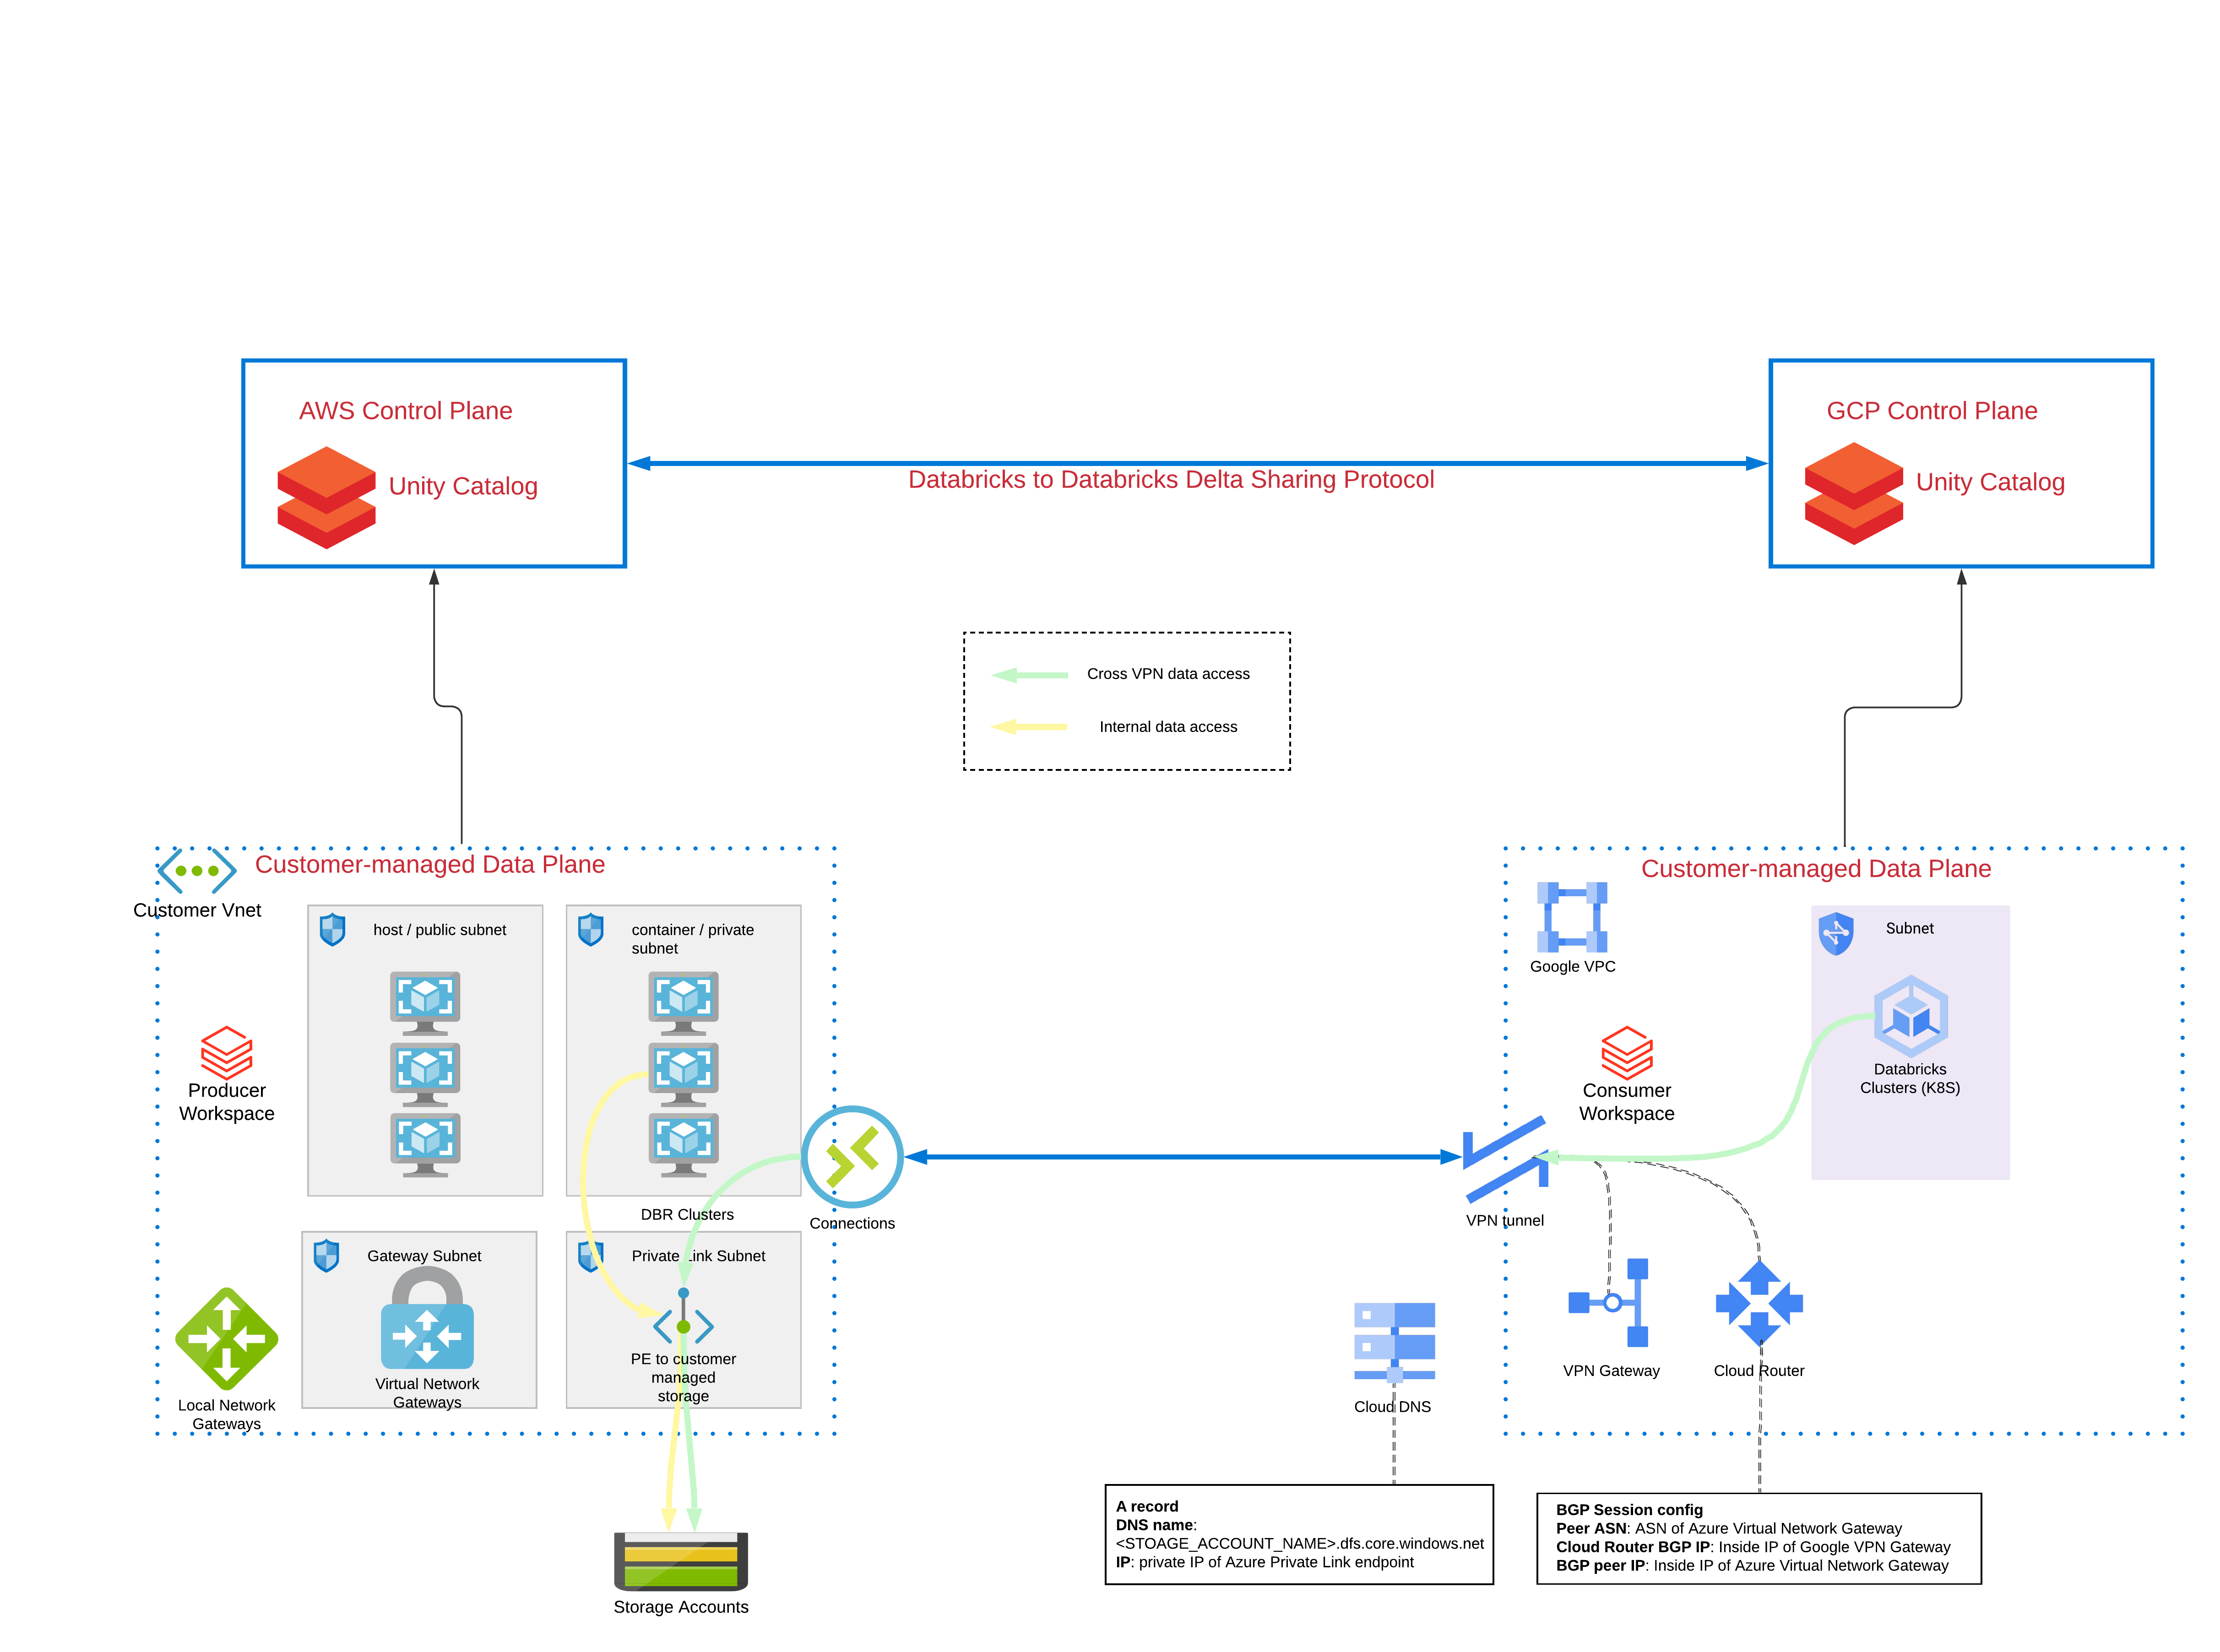 AWS Control Plane
Unity Catalog
GCP Control Plane
Unity Catalog
Databricks to Databricks Delta Sharing Protocol
Cross VPN data access
Internal data access
Customer-managed Data Plane
Customer Vnet
host / public subnet
container / private
subnet
Producer
Workspace
DBR Clusters
Connections
Gateway Subnet
Private Link Subnet
Virtual Network
Gateways
PE to customer
managed
storage
Local Network
Gateways
Storage Accounts
Customer-managed Data Plane
Google VPC
Subnet
Databricks
Clusters (K8S)
Consumer
Workspace
VPN tunnel
VPN Gateway
Cloud Router
Cloud DNS
A record
DNS name:
<STOAGE_ACCOUNT_NAME>.dfs.core.windows.net
IP: private IP of Azure Private Link endpoint
BGP Session config
Peer ASN: ASN of Azure Virtual Network Gateway
Cloud Router BGP IP: Inside IP of Google VPN Gateway
BGP peer IP: Inside IP of Azure Virtual Network Gateway